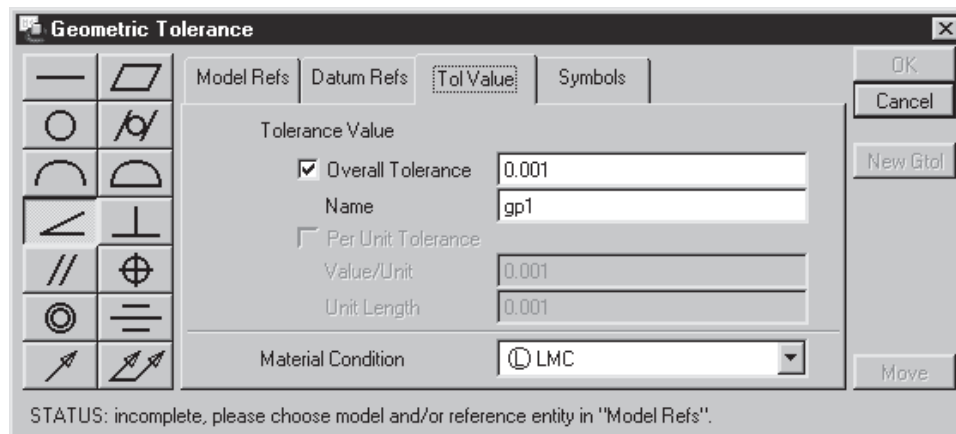 Geometric Tolerance
Model Refs Datum Refs Tol Value Symbols
OK
Cancel
Tolerance Value
Overall Tolerance 0.001
New Gtol
Name gp1
Per Unit Tolerance
Value/Unit 0.001
Unit Length 0.001
Material Condition Ⓛ LMC
Move
STATUS: incomplete, please choose model and/or reference entity in "Model Refs".